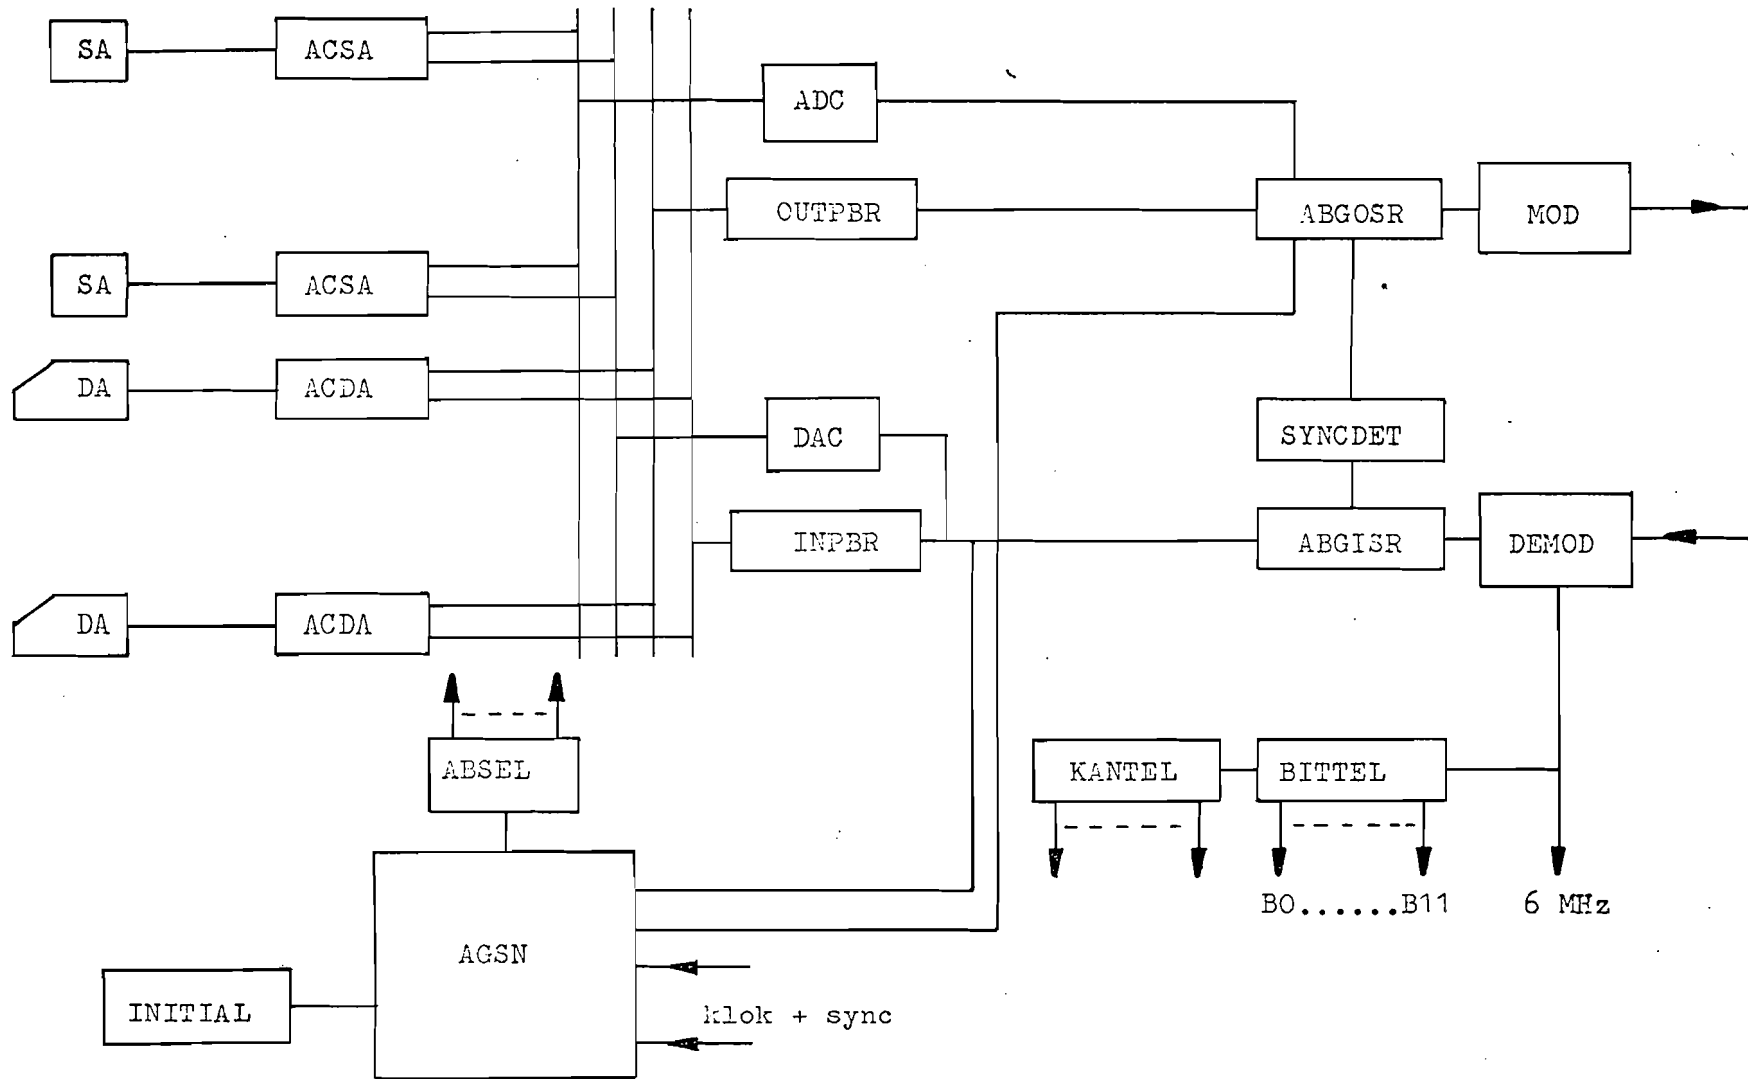 SA
ACSA
ADC
OUTPBR
ABGOSR
MOD
SA
ACSA
DA
ACDA
DAC
SYNCDET
INPBR
ABGISR
DEMOD
DA
ACDA
ABSEL
KANTEL
BITTEL
B0......B11
6 MHz
AGSN
INITIAL
klok + sync